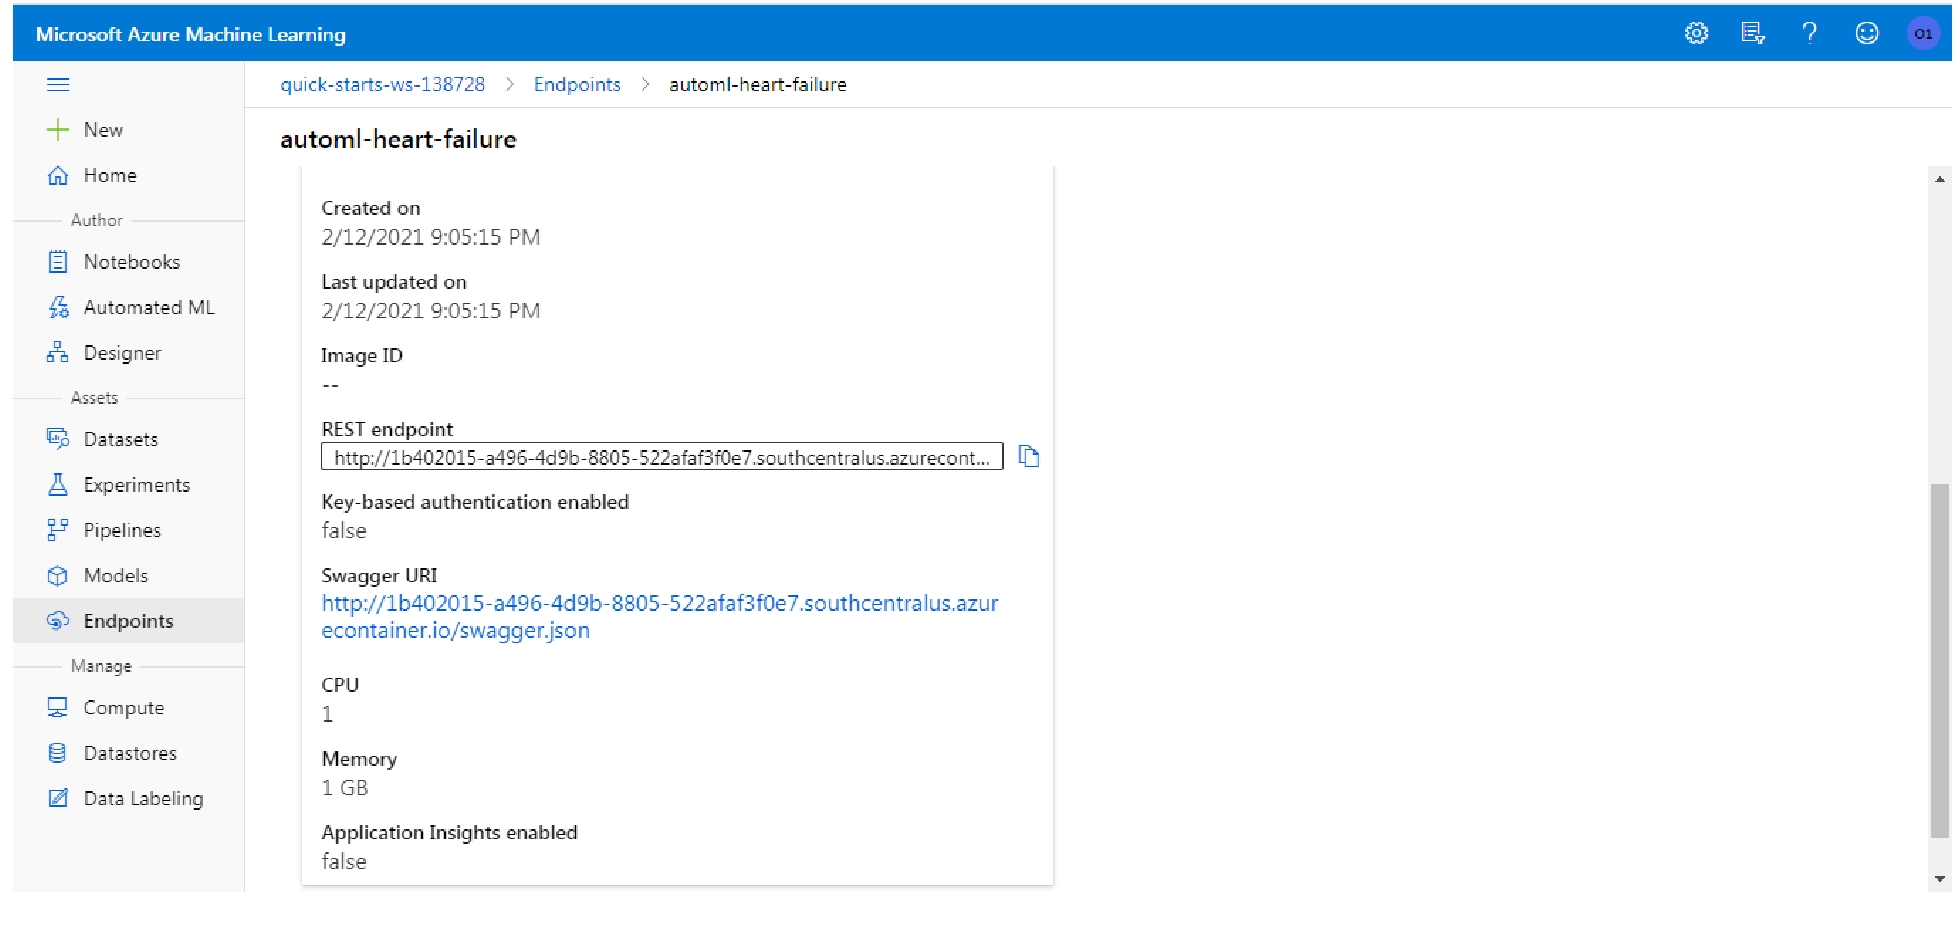 Microsoft Azure Machine Learning
O1
quick-starts-ws-138728 > Endpoints > automl-heart-failure
New
Home
Author
Notebooks
Automated ML
Designer
Assets
Datasets
Experiments
Pipelines
Models
Endpoints
Manage
Compute
Datastores
Data Labeling
automl-heart-failure
Created on
2/12/2021 9:05:15 PM
Last updated on
2/12/2021 9:05:15 PM
Image ID
--
REST endpoint
http://1b402015-a496-4d9b-8805-522afaf3f0e7.southcentralus.azurecont...
Key-based authentication enabled
false
Swagger URI
http://1b402015-a496-4d9b-8805-522afaf3f0e7.southcentralus.azur
econtainer.io/swagger.json
CPU
1
Memory
1 GB
Application Insights enabled
false